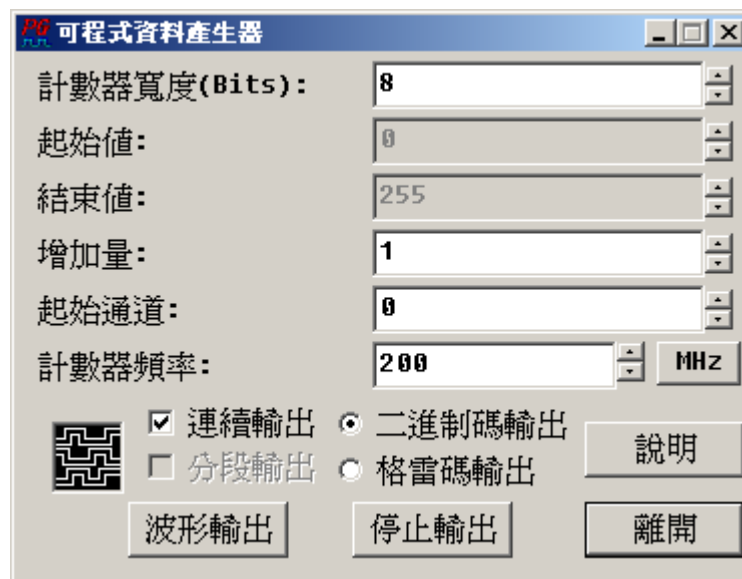 PG 可程式資料產生器
計數器寬度(Bits): 8
起始值: 0
結束值: 255
增加量: 1
起始通道: 0
計數器頻率: 200 MHz
連續輸出 二進制碼輸出
分段輸出 格雷碼輸出
說明
波形輸出 停止輸出 離開